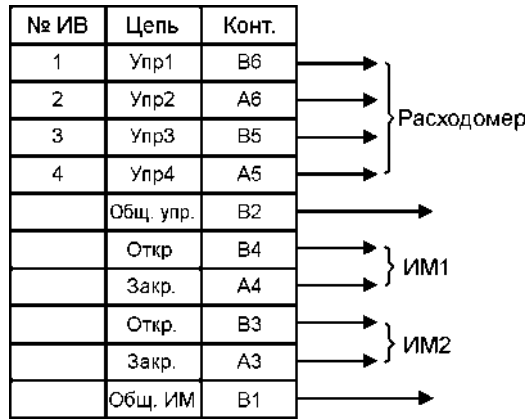 № ИВ Цепь Конт.
1 Упр1 В6
2 Упр2 А6
Расходомер
3 Упр3 В5
4 Упр4 А5
Общ. упр. В2
Откр В4
ИМ1
Закр. А4
Откр. В3
ИМ2
Закр. А3
Общ. ИМ В1